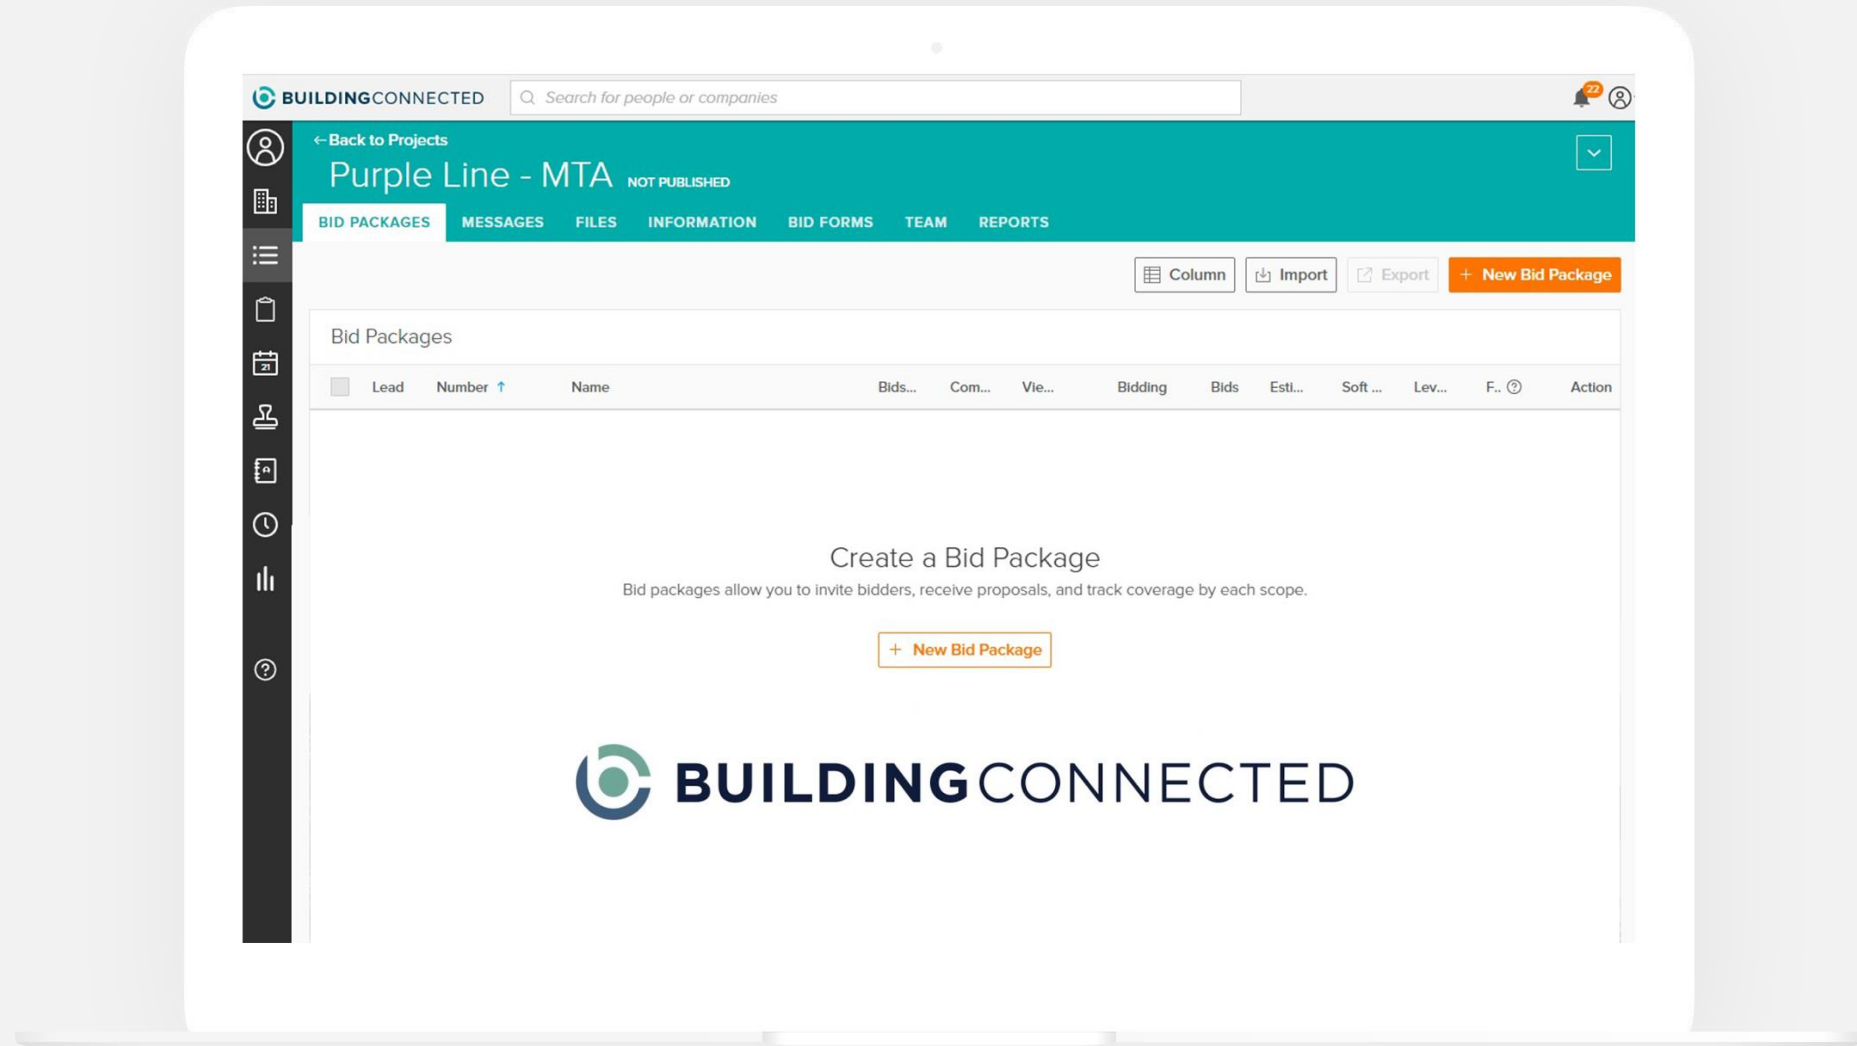 BUILDINGCONNECTED
Search for people or companies
22
←Back to Projects
Purple Line - MTA NOT PUBLISHED
BID PACKAGES MESSAGES FILES INFORMATION BID FORMS TEAM REPORTS
Column Import Export + New Bid Package
Bid Packages
Lead Number ↑ Name Bids... Com... Vie... Bidding Bids Esti... Soft ... Lev... F.. ? Action
21
Create a Bid Package
Bid packages allow you to invite bidders, receive proposals, and track coverage by each scope.
+ New Bid Package
?
BUILDINGCONNECTED